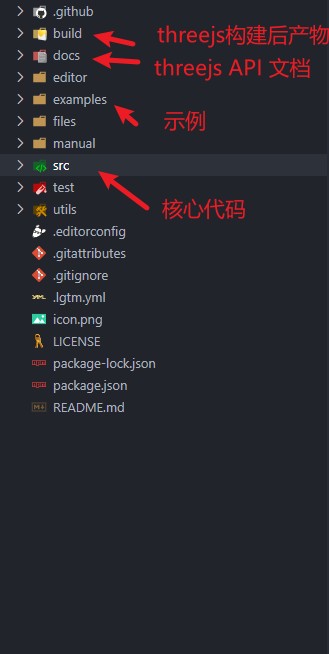 .github
build
threejs构建后产物
docs
threejs API 文档
editor
examples
示例
files
manual
src
test
核心代码
utils
.editorconfig
.gitattributes
.gitignore
.lgtm.yml
icon.png
LICENSE
package-lock.json
package.json
README.md